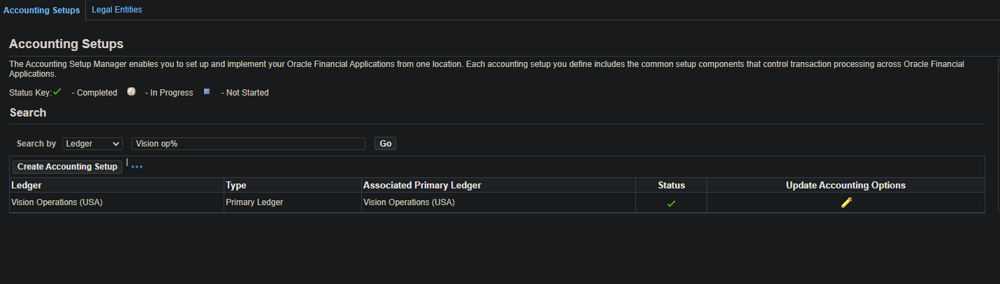 Accounting Setups Legal Entities
Accounting Setups
The Accounting Setup Manager enables you to set up and implement your Oracle Financial Applications from one location. Each accounting setup you define includes the common setup components that control transaction processing across Oracle Financial
Applications.
Status Key: - Completed - In Progress - Not Started
Search
Search by Ledger Vision op% Go
Create Accounting Setup | ...
Ledger Type Associated Primary Ledger Status Update Accounting Options
Vision Operations (USA) Primary Ledger Vision Operations (USA)